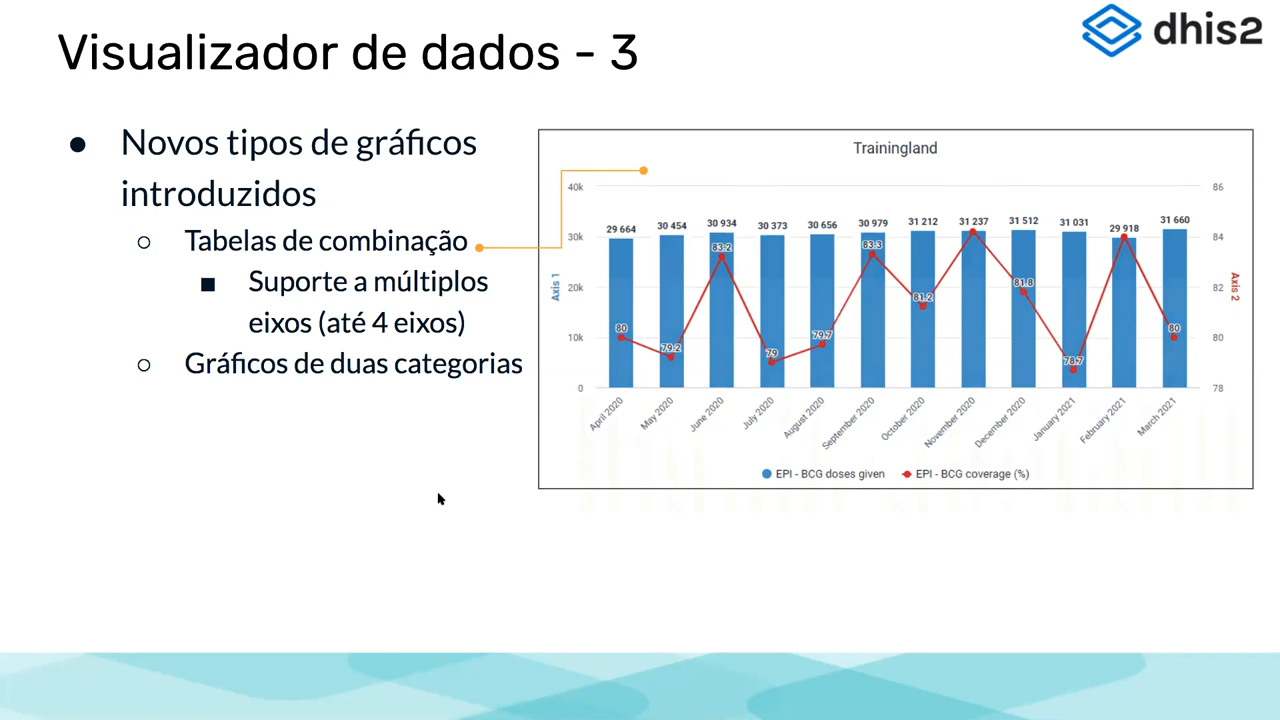 Visualizador de dados - 3
dhis2
● Novos tipos de gráficos
introduzidos
○ Tabelas de combinação
■ Suporte a múltiplos
eixos (até 4 eixos)
○ Gráficos de duas categorias
Trainingland
40k
30k
20k
10k
0
Axis 1
86
84
82
80
78
Axis 2
29 664
30 454
30 934
30 373
30 656
30 979
31 212
31 237
31 512
31 031
29 918
31 660
80
79.2
83.2
79
79.7
83.3
81.2
81.8
78.7
80
April 2020
May 2020
June 2020
July 2020
August 2020
September 2020
October 2020
November 2020
December 2020
January 2021
February 2021
March 2021
EPI - BCG doses given
EPI - BCG coverage (%)